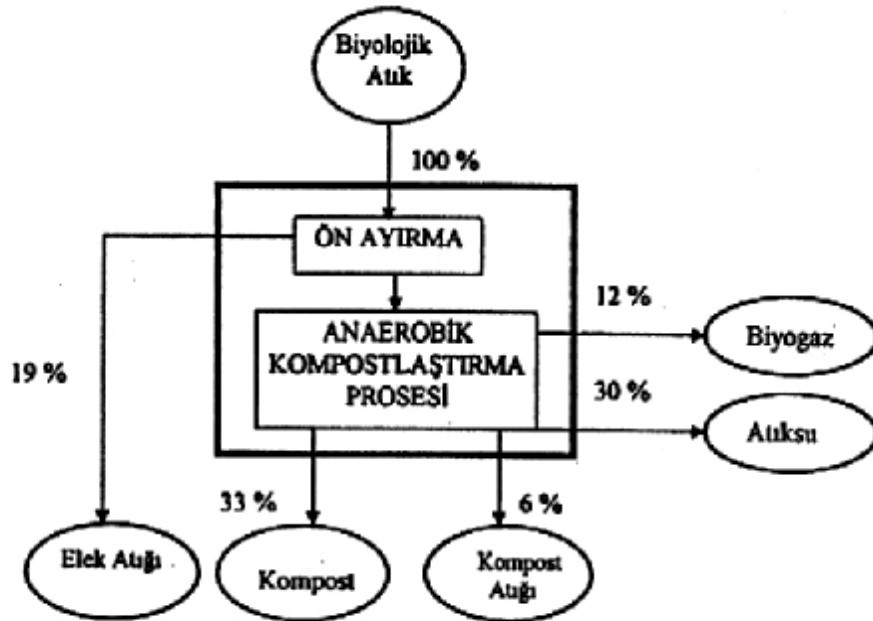 Biyolojik
Atık
100 %
ÖN AYIRMA
12 %
ANAEROBİK
KOMPOSTLAŞTIRMA
PROSESİ
Biyogaz
19 %
30 %
Atıksu
33 %
6 %
Elek Atığı
Kompost
Kompost
Atığı